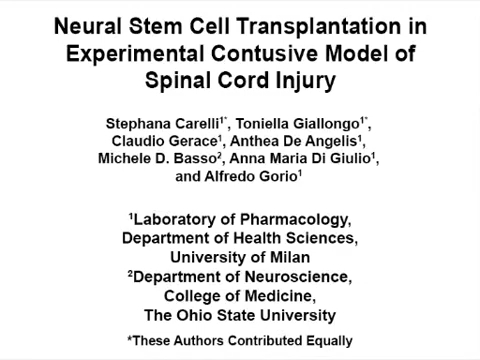 Neural Stem Cell Transplantation in
Experimental Contusive Model of
Spinal Cord Injury
Stephana Carelli¹*, Toniella Giallongo¹*,
Claudio Gerace¹, Anthea De Angelis¹,
Michele D. Basso², Anna Maria Di Giulio¹,
and Alfredo Gorio¹
¹Laboratory of Pharmacology,
Department of Health Sciences,
University of Milan
²Department of Neuroscience,
College of Medicine,
The Ohio State University
*These Authors Contributed Equally